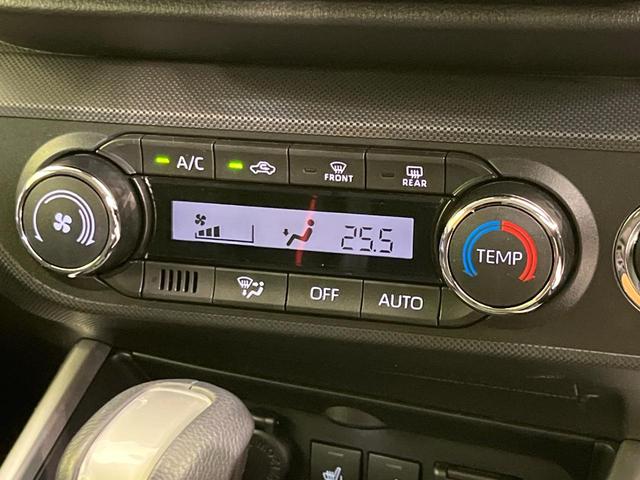 A/C
FRONT
REAR
25.5
TEMP
OFF
AUTO